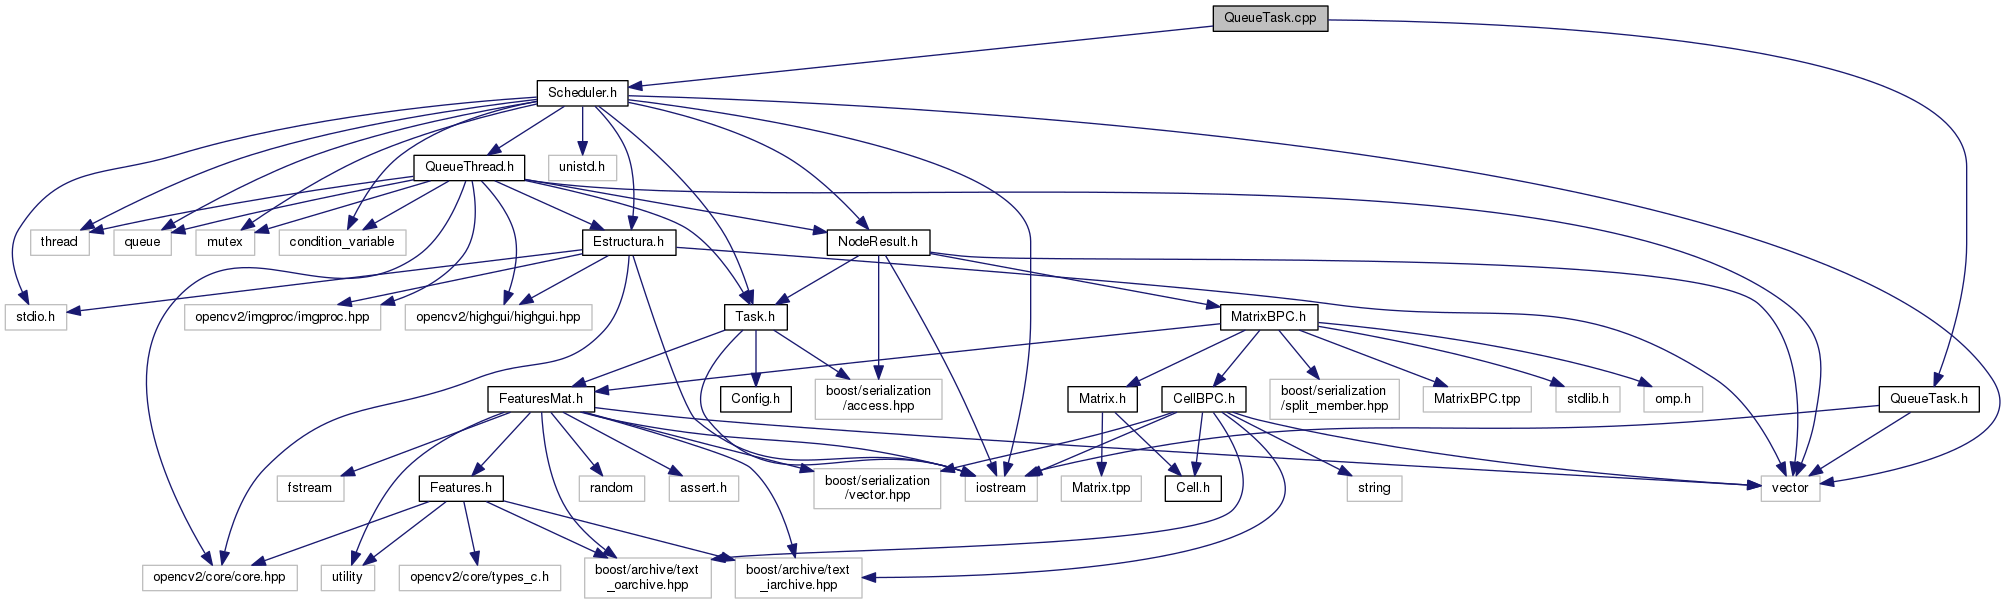 QueueTask.cpp
Scheduler.h
QueueThread.h
unistd.h
thread
queue
mutex
condition_variable
Estructura.h
NodeResult.h
stdio.h
opencv2/imgproc/imgproc.hpp
opencv2/highgui/highgui.hpp
Task.h
MatrixBPC.h
FeaturesMat.h
Config.h
boost/serialization
/access.hpp
Matrix.h
CellBPC.h
boost/serialization
/split_member.hpp
MatrixBPC.tpp
stdlib.h
omp.h
QueueTask.h
fstream
Features.h
random
assert.h
boost/serialization
/vector.hpp
iostream
Matrix.tpp
Cell.h
string
vector
opencv2/core/core.hpp
utility
opencv2/core/types_c.h
boost/archive/text
_oarchive.hpp
boost/archive/text
_iarchive.hpp